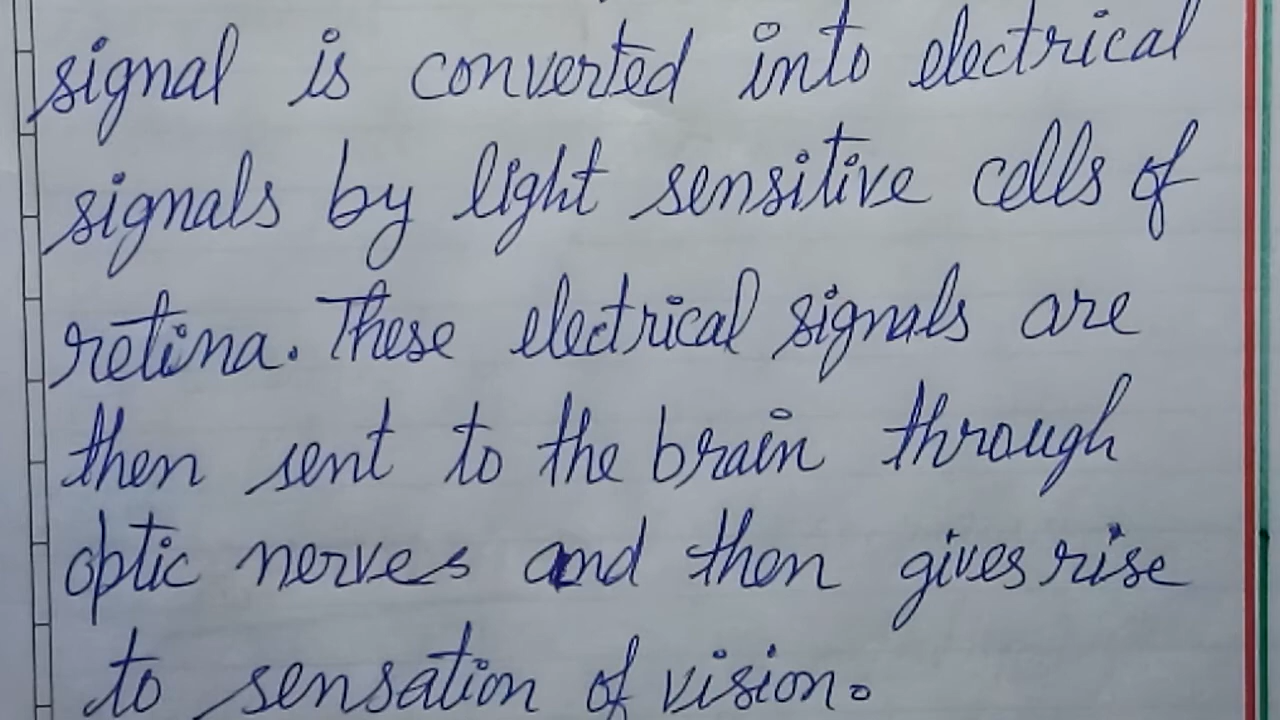 signal is converted into electrical
signals by light sensitive cells of
retina. These electrical signals are
then sent to the brain through
optic nerves and then gives rise
to sensation of vision.